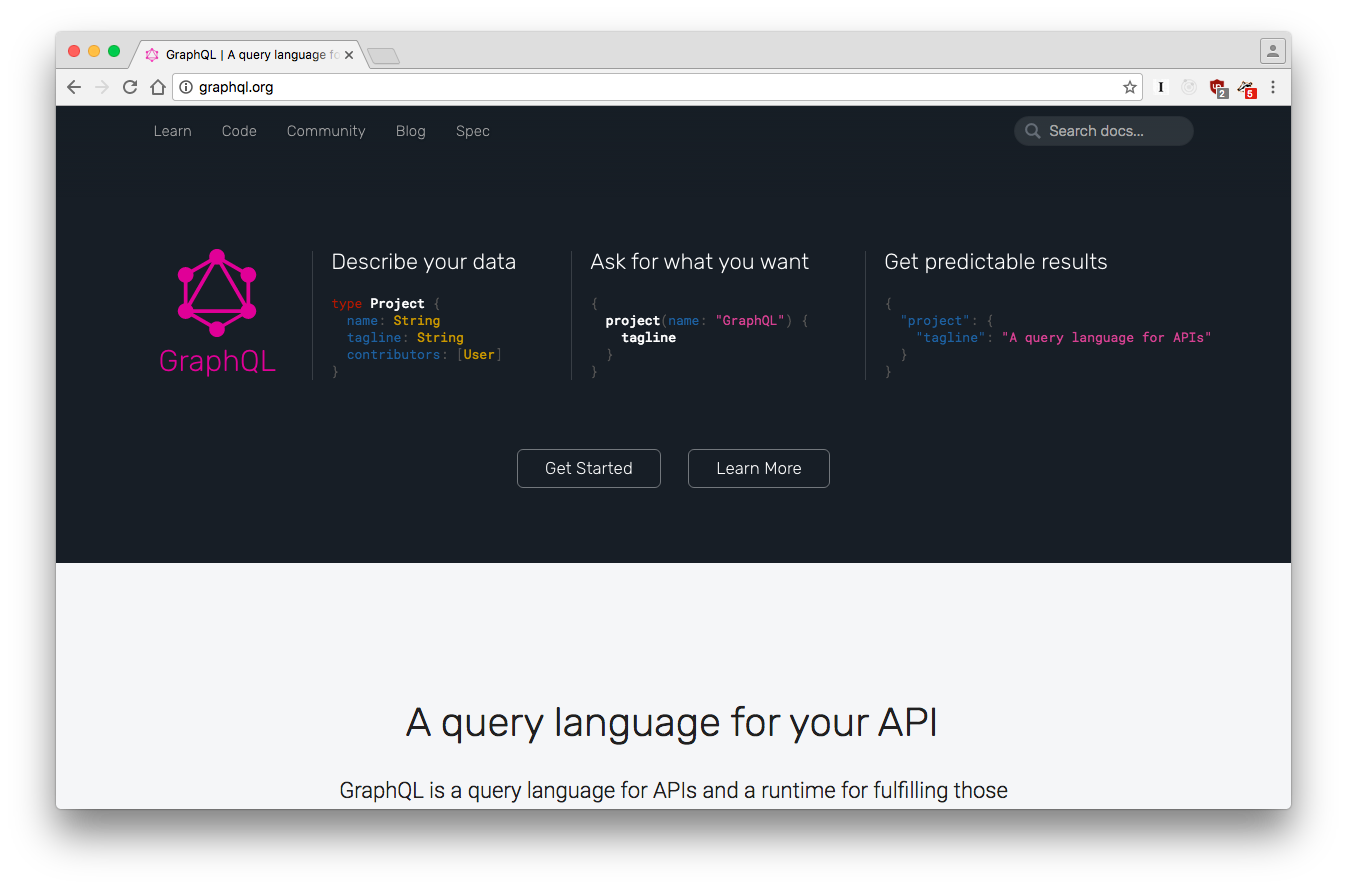 GraphQL | A query language fo
graphql.org
2
5
Learn Code Community Blog Spec
Search docs...
GraphQL
Describe your data
type Project {
  name: String
  tagline: String
  contributors: [User]
}
Ask for what you want
{
  project(name: "GraphQL") {
    tagline
  }
}
Get predictable results
{
  "project": {
    "tagline": "A query language for APIs"
  }
}
Get Started
Learn More
A query language for your API
GraphQL is a query language for APIs and a runtime for fulfilling those